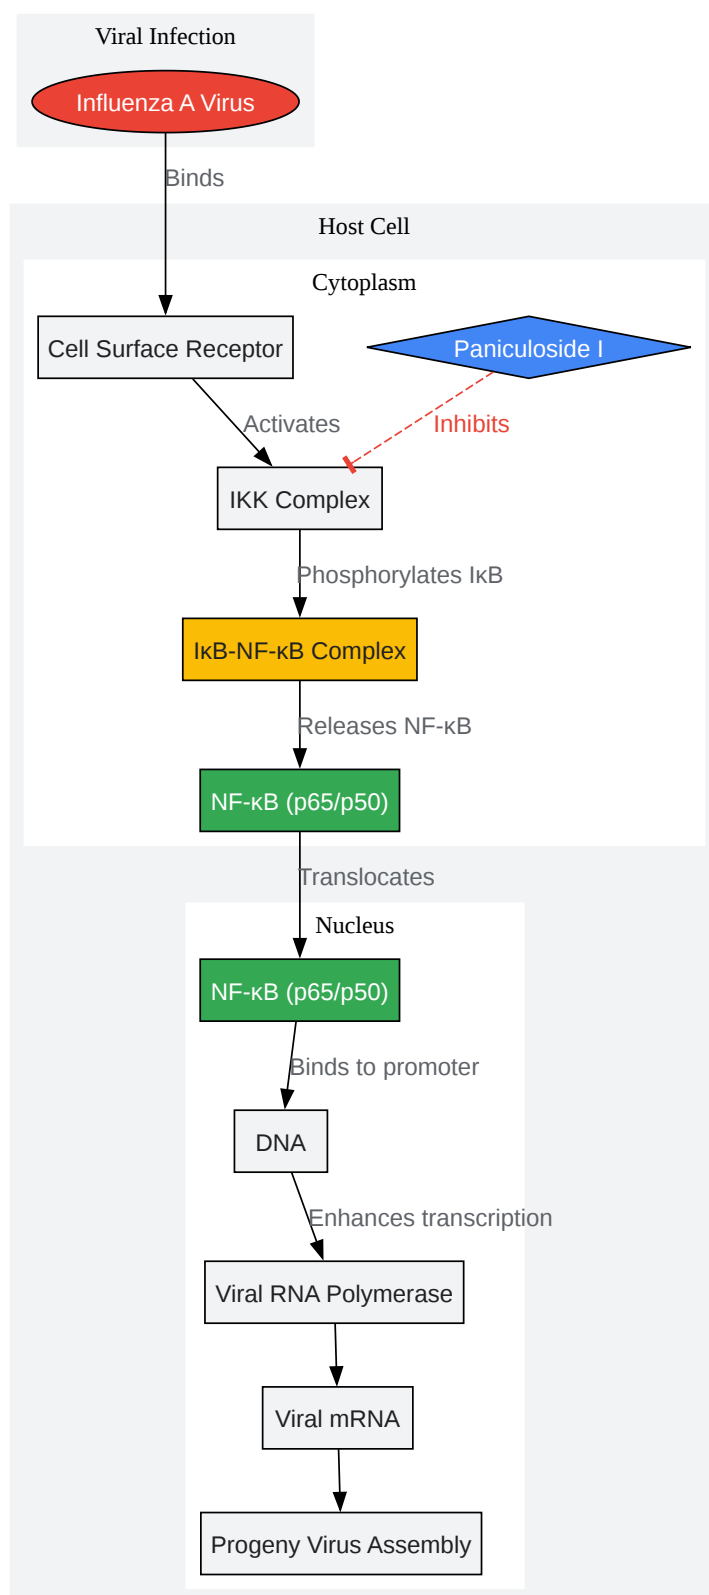 Viral Infection
Influenza A Virus
Binds
Host Cell
Cytoplasm
Cell Surface Receptor
Paniculoside I
Activates
Inhibits
IKK Complex
Phosphorylates IκB
IκB-NF-κB Complex
Releases NF-κB
NF-κB (p65/p50)
Translocates
Nucleus
NF-κB (p65/p50)
Binds to promoter
DNA
Enhances transcription
Viral RNA Polymerase
Viral mRNA
Progeny Virus Assembly